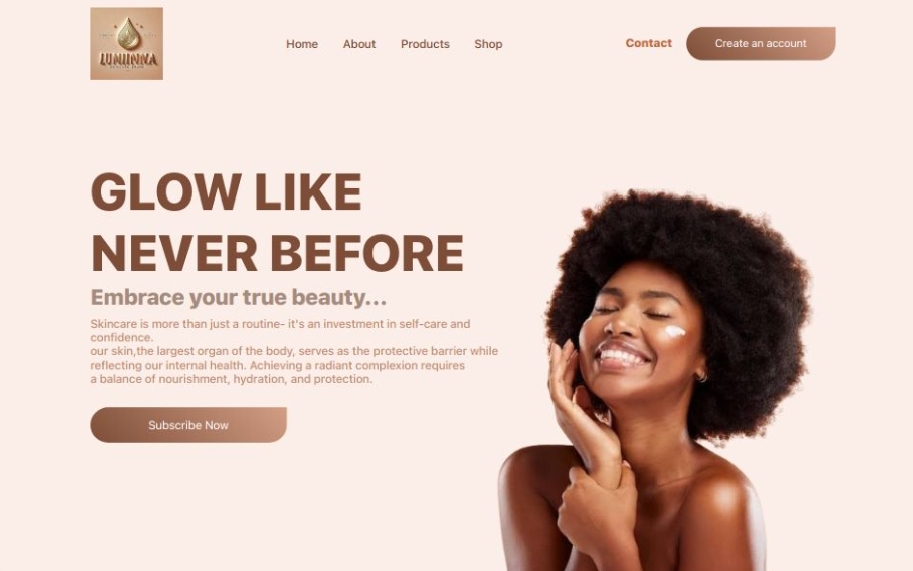 LUMIINNA
Home
About
Products
Shop
Contact
Create an account
GLOW LIKE
NEVER BEFORE
Embrace your true beauty...
Skincare is more than just a routine- it's an investment in self-care and
confidence.
our skin,the largest organ of the body, serves as the protective barrier while
reflecting our internal health. Achieving a radiant complexion requires
a balance of nourishment, hydration, and protection.
Subscribe Now